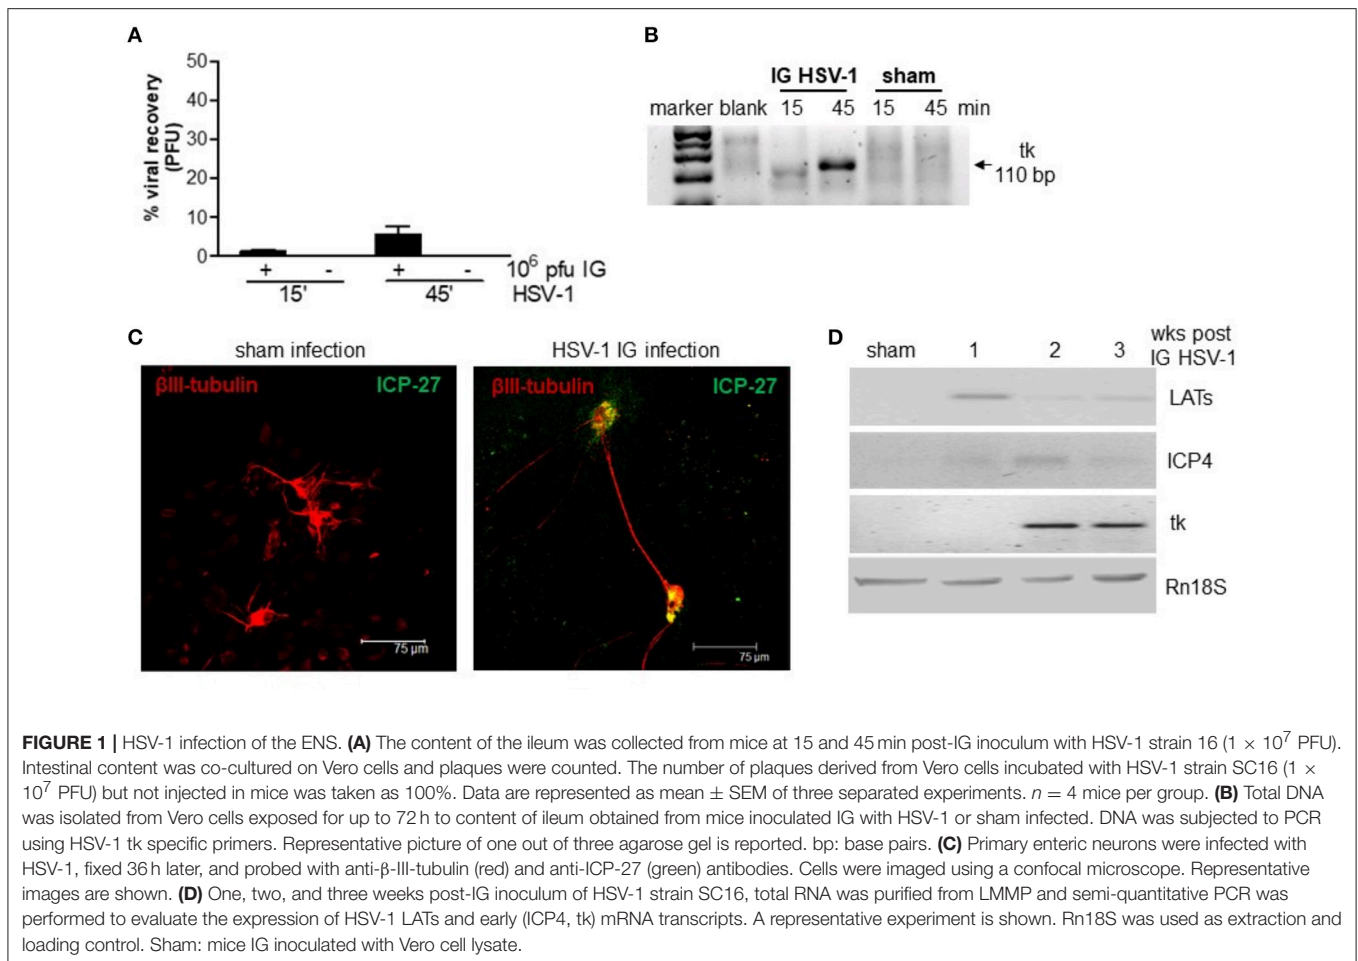 A
50
40
30
20
10
0
% viral recovery
(PFU)
+ - + - 10⁶ pfu IG
15' 45' HSV-1
B
IG HSV-1 sham
marker blank 15 45 15 45 min
tk
110 bp
C
sham infection HSV-1 IG infection
βIII-tubulin ICP-27 βIII-tubulin ICP-27
75 µm 75 µm
D
wks post
sham 1 2 3 IG HSV-1
LATs
ICP4
tk
Rn18S
FIGURE 1 | HSV-1 infection of the ENS. (A) The content of the ileum was collected from mice at 15 and 45 min post-IG inoculum with HSV-1 strain 16 (1 × 10⁷ PFU).
Intestinal content was co-cultured on Vero cells and plaques were counted. The number of plaques derived from Vero cells incubated with HSV-1 strain SC16 (1 ×
10⁷ PFU) but not injected in mice was taken as 100%. Data are represented as mean ± SEM of three separated experiments. n = 4 mice per group. (B) Total DNA
was isolated from Vero cells exposed for up to 72 h to content of ileum obtained from mice inoculated IG with HSV-1 or sham infected. DNA was subjected to PCR
using HSV-1 tk specific primers. Representative picture of one out of three agarose gel is reported. bp: base pairs. (C) Primary enteric neurons were infected with
HSV-1, fixed 36 h later, and probed with anti-β-III-tubulin (red) and anti-ICP-27 (green) antibodies. Cells were imaged using a confocal microscope. Representative
images are shown. (D) One, two, and three weeks post-IG inoculum of HSV-1 strain SC16, total RNA was purified from LMMP and semi-quantitative PCR was
performed to evaluate the expression of HSV-1 LATs and early (ICP4, tk) mRNA transcripts. A representative experiment is shown. Rn18S was used as extraction and
loading control. Sham: mice IG inoculated with Vero cell lysate.